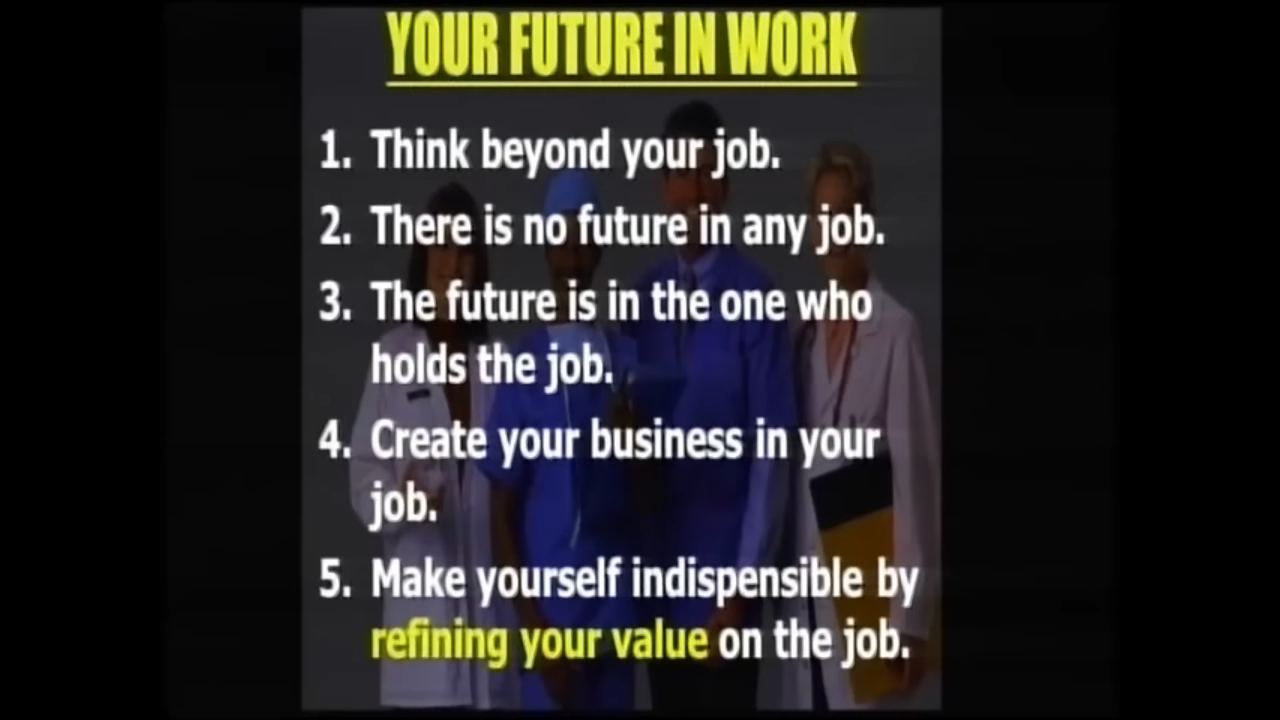 YOUR FUTURE IN WORK
1. Think beyond your job.
2. There is no future in any job.
3. The future is in the one who
holds the job.
4. Create your business in your
job.
5. Make yourself indispensible by
refining your value on the job.